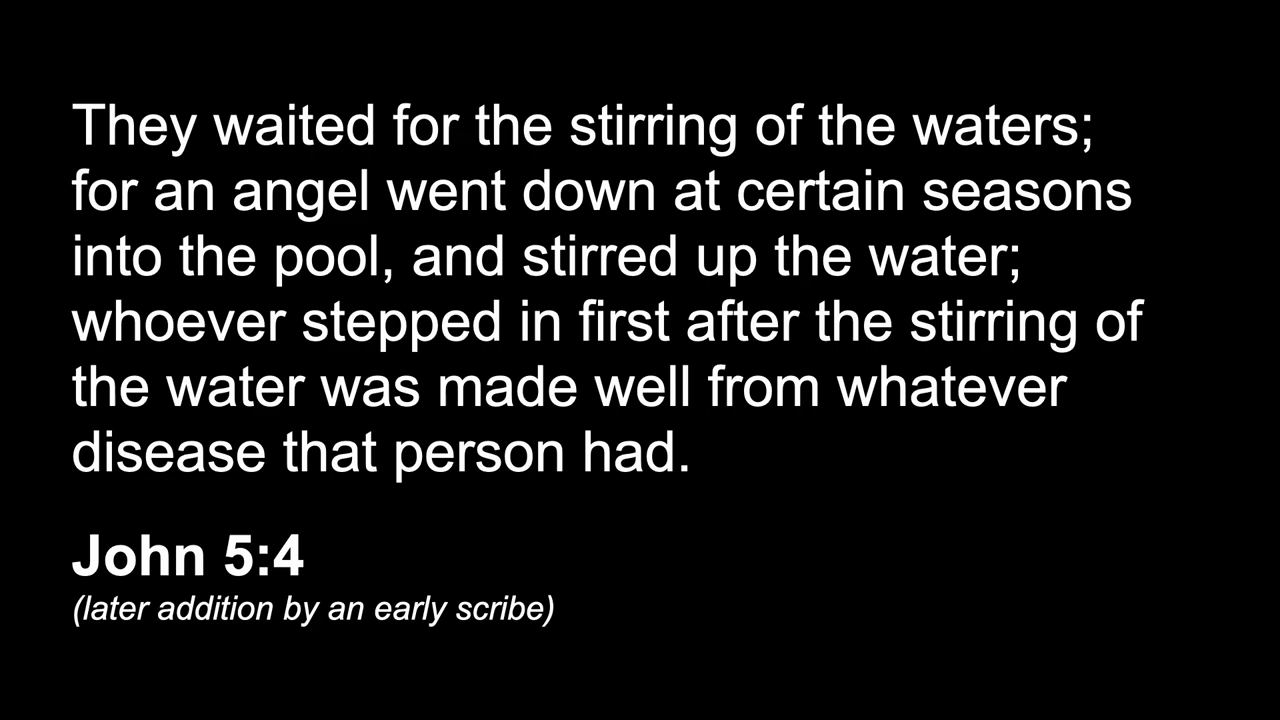 They waited for the stirring of the waters;
for an angel went down at certain seasons
into the pool, and stirred up the water;
whoever stepped in first after the stirring of
the water was made well from whatever
disease that person had.
John 5:4
(later addition by an early scribe)